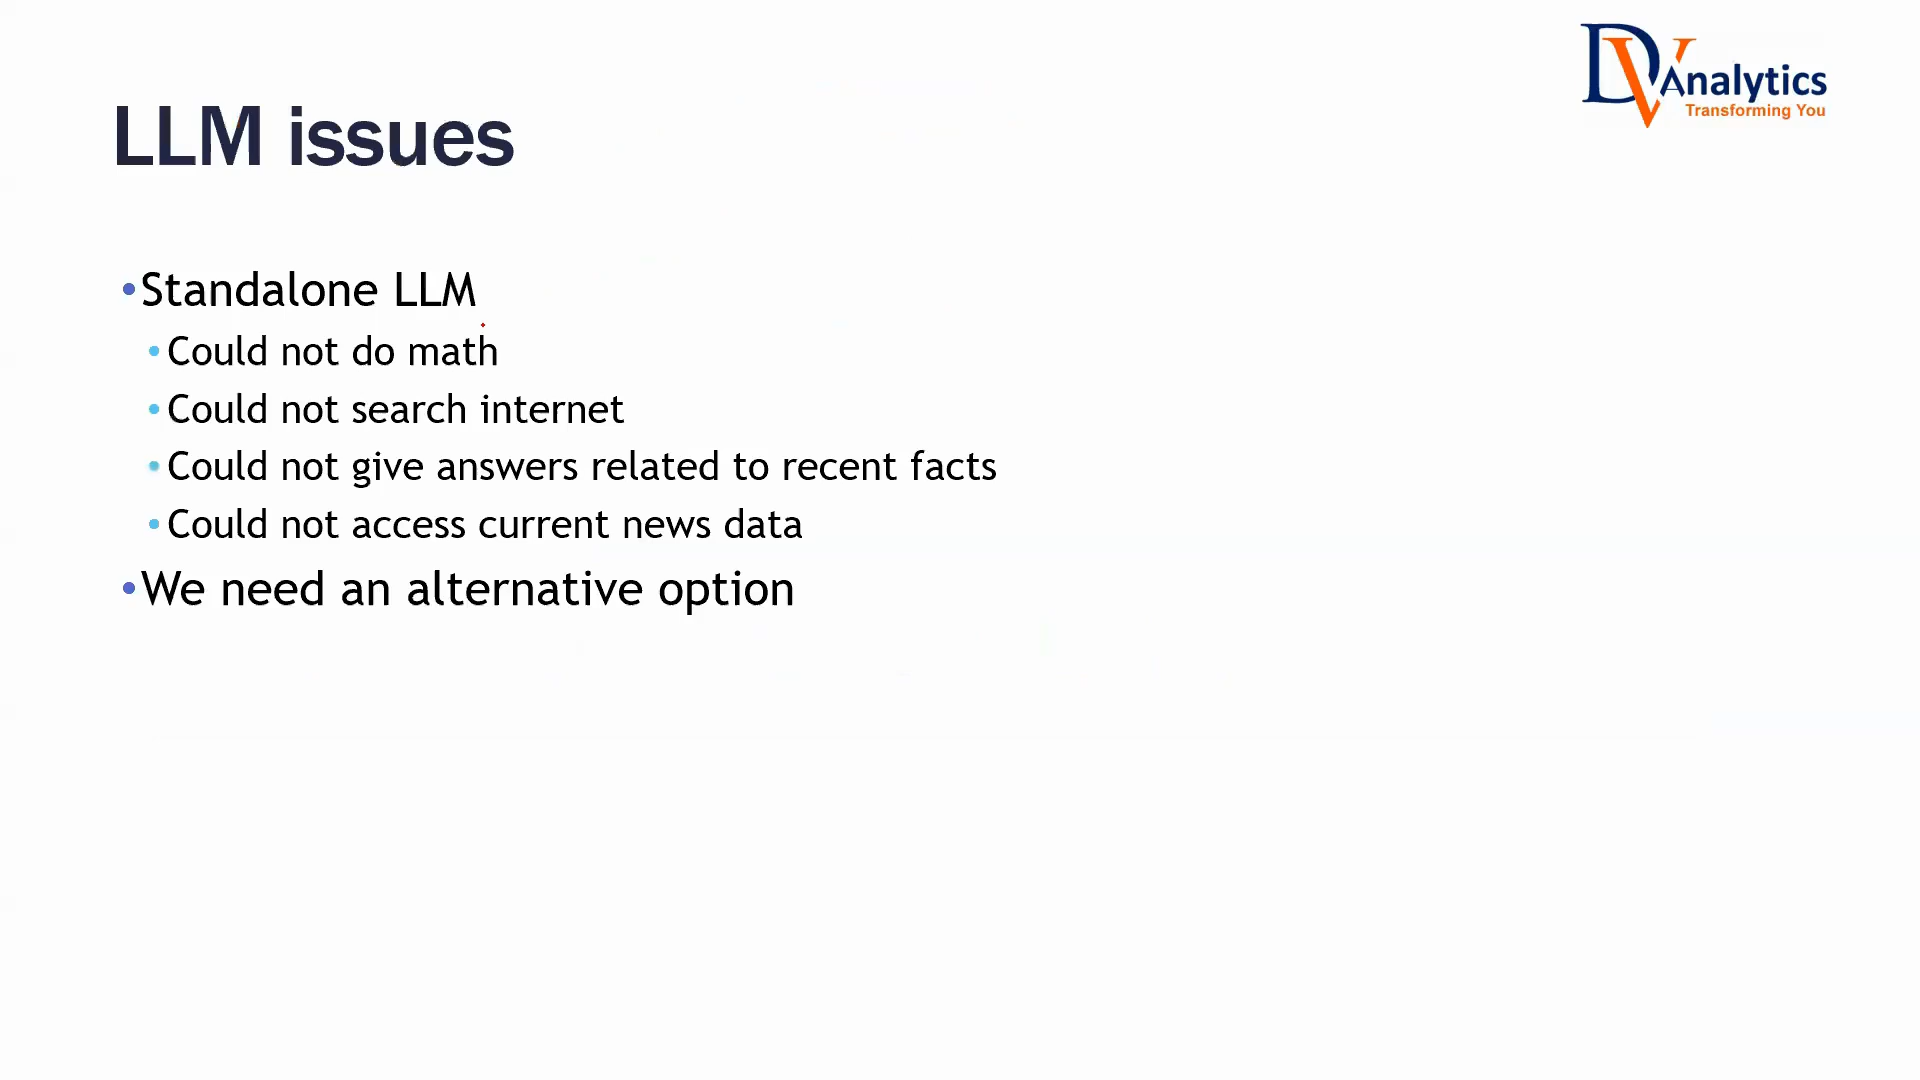 DV Analytics
Transforming You
LLM issues
•Standalone LLM
•Could not do math
•Could not search internet
•Could not give answers related to recent facts
•Could not access current news data
•We need an alternative option